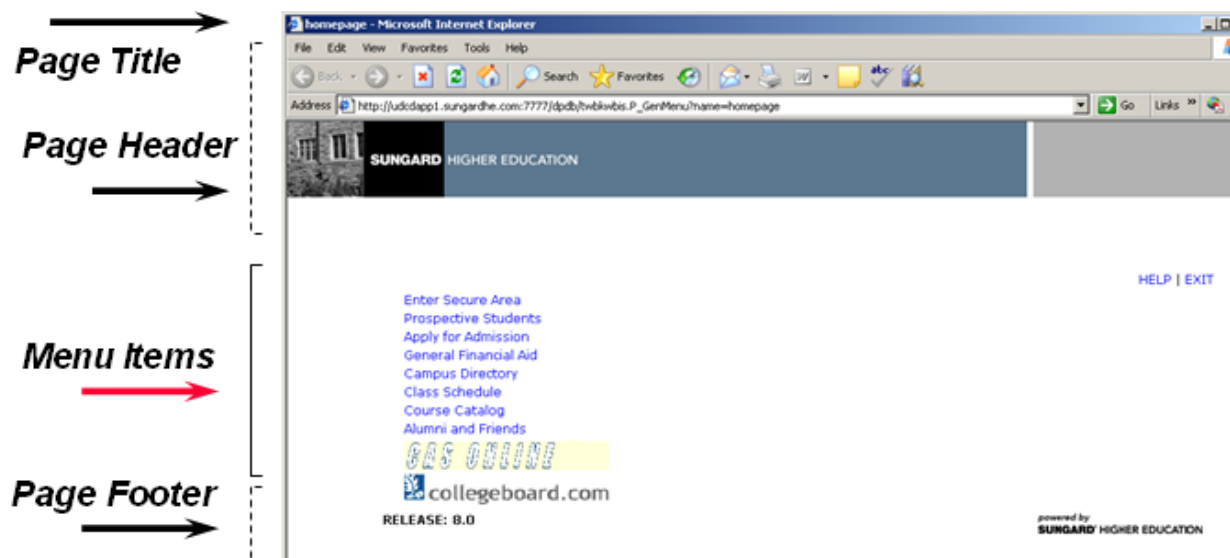 Page Title
Page Header
Menu Items
Page Footer
homepage - Microsoft Internet Explorer
File Edit View Favorites Tools Help
Back Search Favorites
Address http://udcdapp1.sungardhe.com:7777/dpdb/twbkwbis.P_GenMenu?name=homepage Go Links »
SUNGARD HIGHER EDUCATION
HELP | EXIT
Enter Secure Area
Prospective Students
Apply for Admission
General Financial Aid
Campus Directory
Class Schedule
Course Catalog
Alumni and Friends
collegeboard.com
RELEASE: 8.0
powered by
SUNGARD' HIGHER EDUCATION